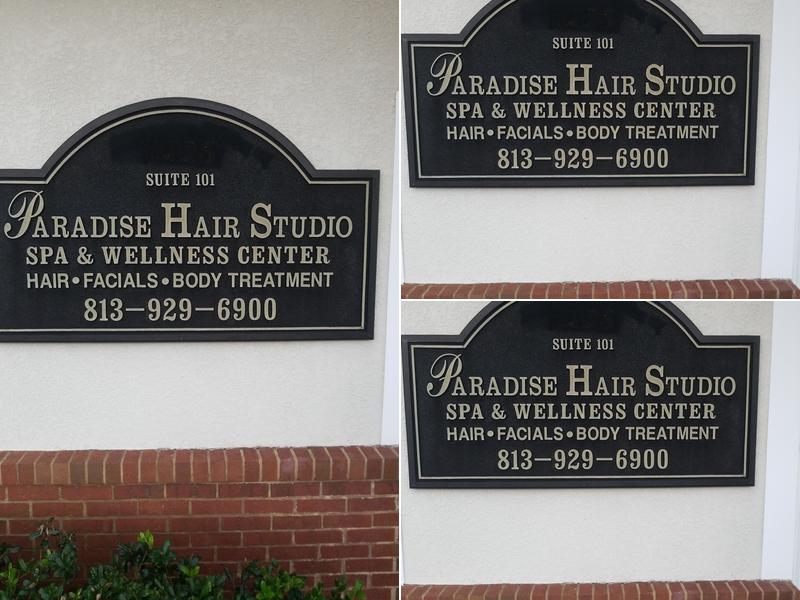 SUITE 101
PARADISE HAIR STUDIO
SPA & WELLNESS CENTER
HAIR • FACIALS • BODY TREATMENT
813-929-6900
SUITE 101
PARADISE HAIR STUDIO
SPA & WELLNESS CENTER
HAIR • FACIALS • BODY TREATMENT
813-929-6900
SUITE 101
PARADISE HAIR STUDIO
SPA & WELLNESS CENTER
HAIR • FACIALS • BODY TREATMENT
813-929-6900